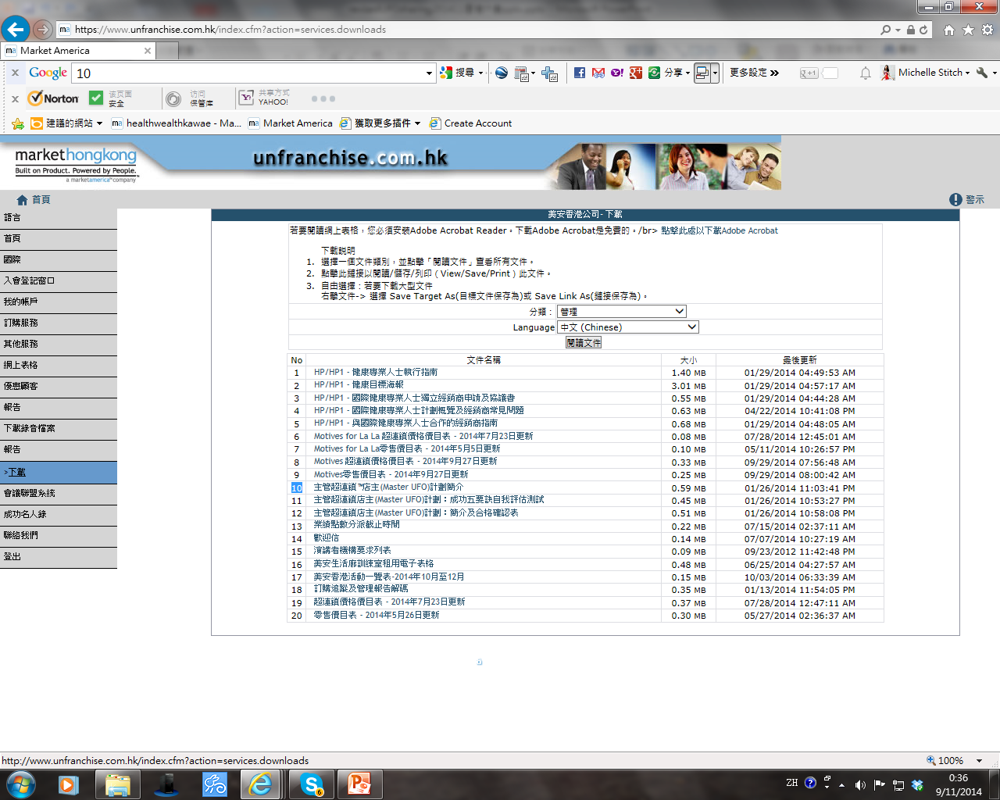 https://www.unfranchise.com.hk/index.cfm?action=services.downloads
ma Market America
Google 10 搜尋 分享 更多設定 Michelle Stitch
Norton 该页面 安全 访问 保管库 共享方式 YAHOO!
建議的網站 healthwealthkawae - Ma... Market America 獲取更多插件 Create Account
markethongkong
Built on Product. Powered by People.
a marketamerica™ company
unfranchise.com.hk
首頁 警示
語言
首頁
國際
入會登記窗口
我的帳戶
訂購服務
其他服務
網上表格
優惠顧客
報告
下載錄音檔案
報告
>下載
會議聯盟系統
成功名人錄
聯絡我們
登出
美安香港公司 - 下載
若要閱讀網上表格，您必須安裝Adobe Acrobat Reader。下載Adobe Acrobat是免費的。/br> 點擊此處以下載Adobe Acrobat
下載說明
1. 選擇一個文件類別，並點擊「閱讀文件」查看所有文件。
2. 點擊此鏈接以閱讀/儲存/列印（View/Save/Print）此文件。
3. 自由選擇：若要下載大型文件
右擊文件-> 選擇 Save Target As(目標文件保存為)或 Save Link As(鏈接保存為)。
分類： 管理
Language 中文 (Chinese)
閱讀文件
No 文件名稱 大小 最後更新
1 HP/HP1 - 健康專業人士執行指南 1.40 MB 01/29/2014 04:49:53 AM
2 HP/HP1 - 健康目標海報 3.01 MB 01/29/2014 04:57:17 AM
3 HP/HP1 - 國際健康專業人士獨立經銷商申請及協議書 0.55 MB 01/29/2014 04:44:28 AM
4 HP/HP1 - 國際健康專業人士計劃概覽及經銷商常見問題 0.63 MB 04/22/2014 10:41:08 PM
5 HP/HP1 - 與國際健康專業人士合作的經銷商指南 0.68 MB 01/29/2014 04:48:05 AM
6 Motives for La La 超連鎖價格價目表 - 2014年7月23日更新 0.08 MB 07/28/2014 12:45:01 AM
7 Motives for La La零售價目表 - 2014年5月5日更新 0.10 MB 05/11/2014 10:26:57 PM
8 Motives 超連鎖價格價目表 - 2014年9月27日更新 0.33 MB 09/29/2014 07:56:48 AM
9 Motives零售價目表 - 2014年9月27日更新 0.25 MB 09/29/2014 08:00:42 AM
10 主管超連鎖™店主(Master UFO)計劃簡介 0.59 MB 01/26/2014 11:03:41 PM
11 主管超連鎖店主(Master UFO)計劃：成功五要訣自我評估測試 0.45 MB 01/26/2014 10:53:27 PM
12 主管超連鎖店主(Master UFO)計劃：簡介及合格確認表 0.51 MB 01/26/2014 10:58:08 PM
13 業績點數分派截止時間 0.22 MB 07/15/2014 02:37:11 AM
14 歡迎信 0.14 MB 07/07/2014 10:27:19 AM
15 演講者機構要求列表 0.09 MB 09/23/2012 11:42:48 PM
16 美安生活廊訓練室租用電子表格 0.48 MB 06/25/2014 04:27:57 AM
17 美安香港活動一覽表-2014年10月至12月 0.15 MB 10/03/2014 06:33:39 AM
18 訂購追蹤及管理報告解碼 0.35 MB 01/13/2014 11:54:05 PM
19 超連鎖價格價目表 - 2014年7月23日更新 0.37 MB 07/28/2014 12:47:11 AM
20 零售價目表 - 2014年5月26日更新 0.30 MB 05/27/2014 02:36:37 AM
http://www.unfranchise.com.hk/index.cfm?action=services.downloads 100%
ZH 0:36
9/11/2014